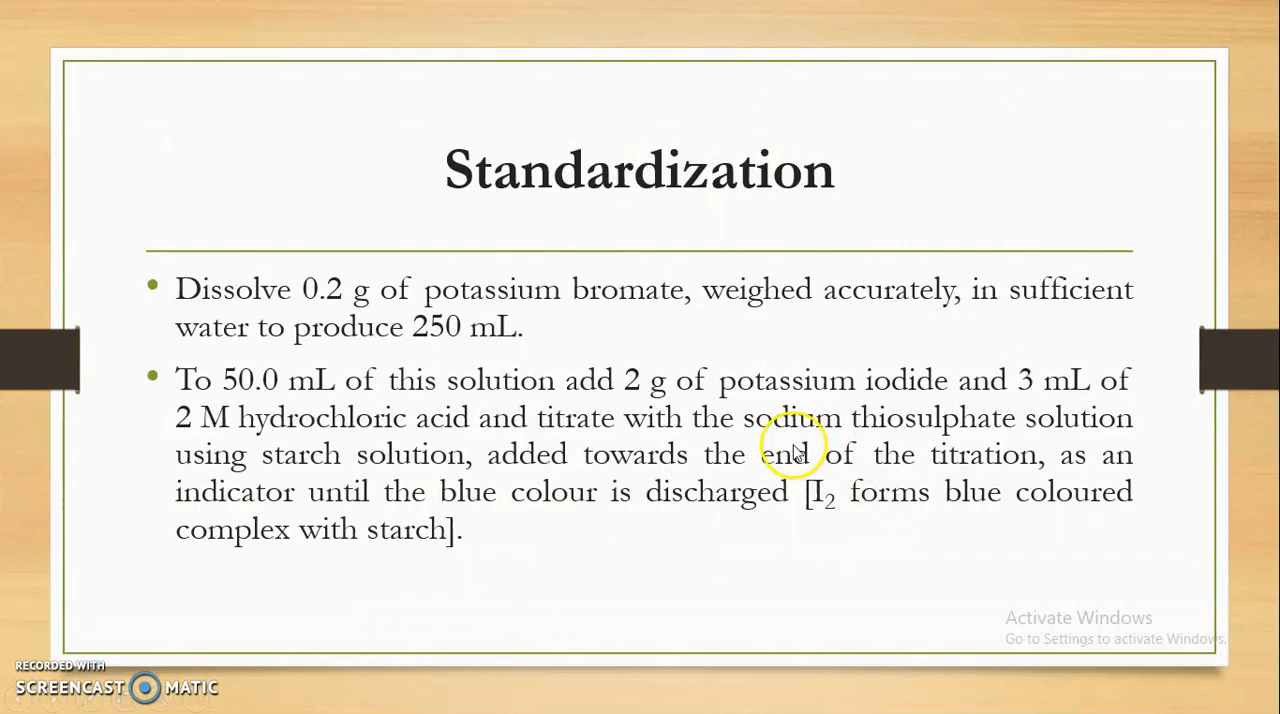 Standardization
• Dissolve 0.2 g of potassium bromate, weighed accurately, in sufficient
water to produce 250 mL.
• To 50.0 mL of this solution add 2 g of potassium iodide and 3 mL of
2 M hydrochloric acid and titrate with the sodium thiosulphate solution
using starch solution, added towards the end of the titration, as an
indicator until the blue colour is discharged [I₂ forms blue coloured
complex with starch].
Activate Windows
Go to Settings to activate Windows.
RECORDED WITH
SCREENCAST MATIC